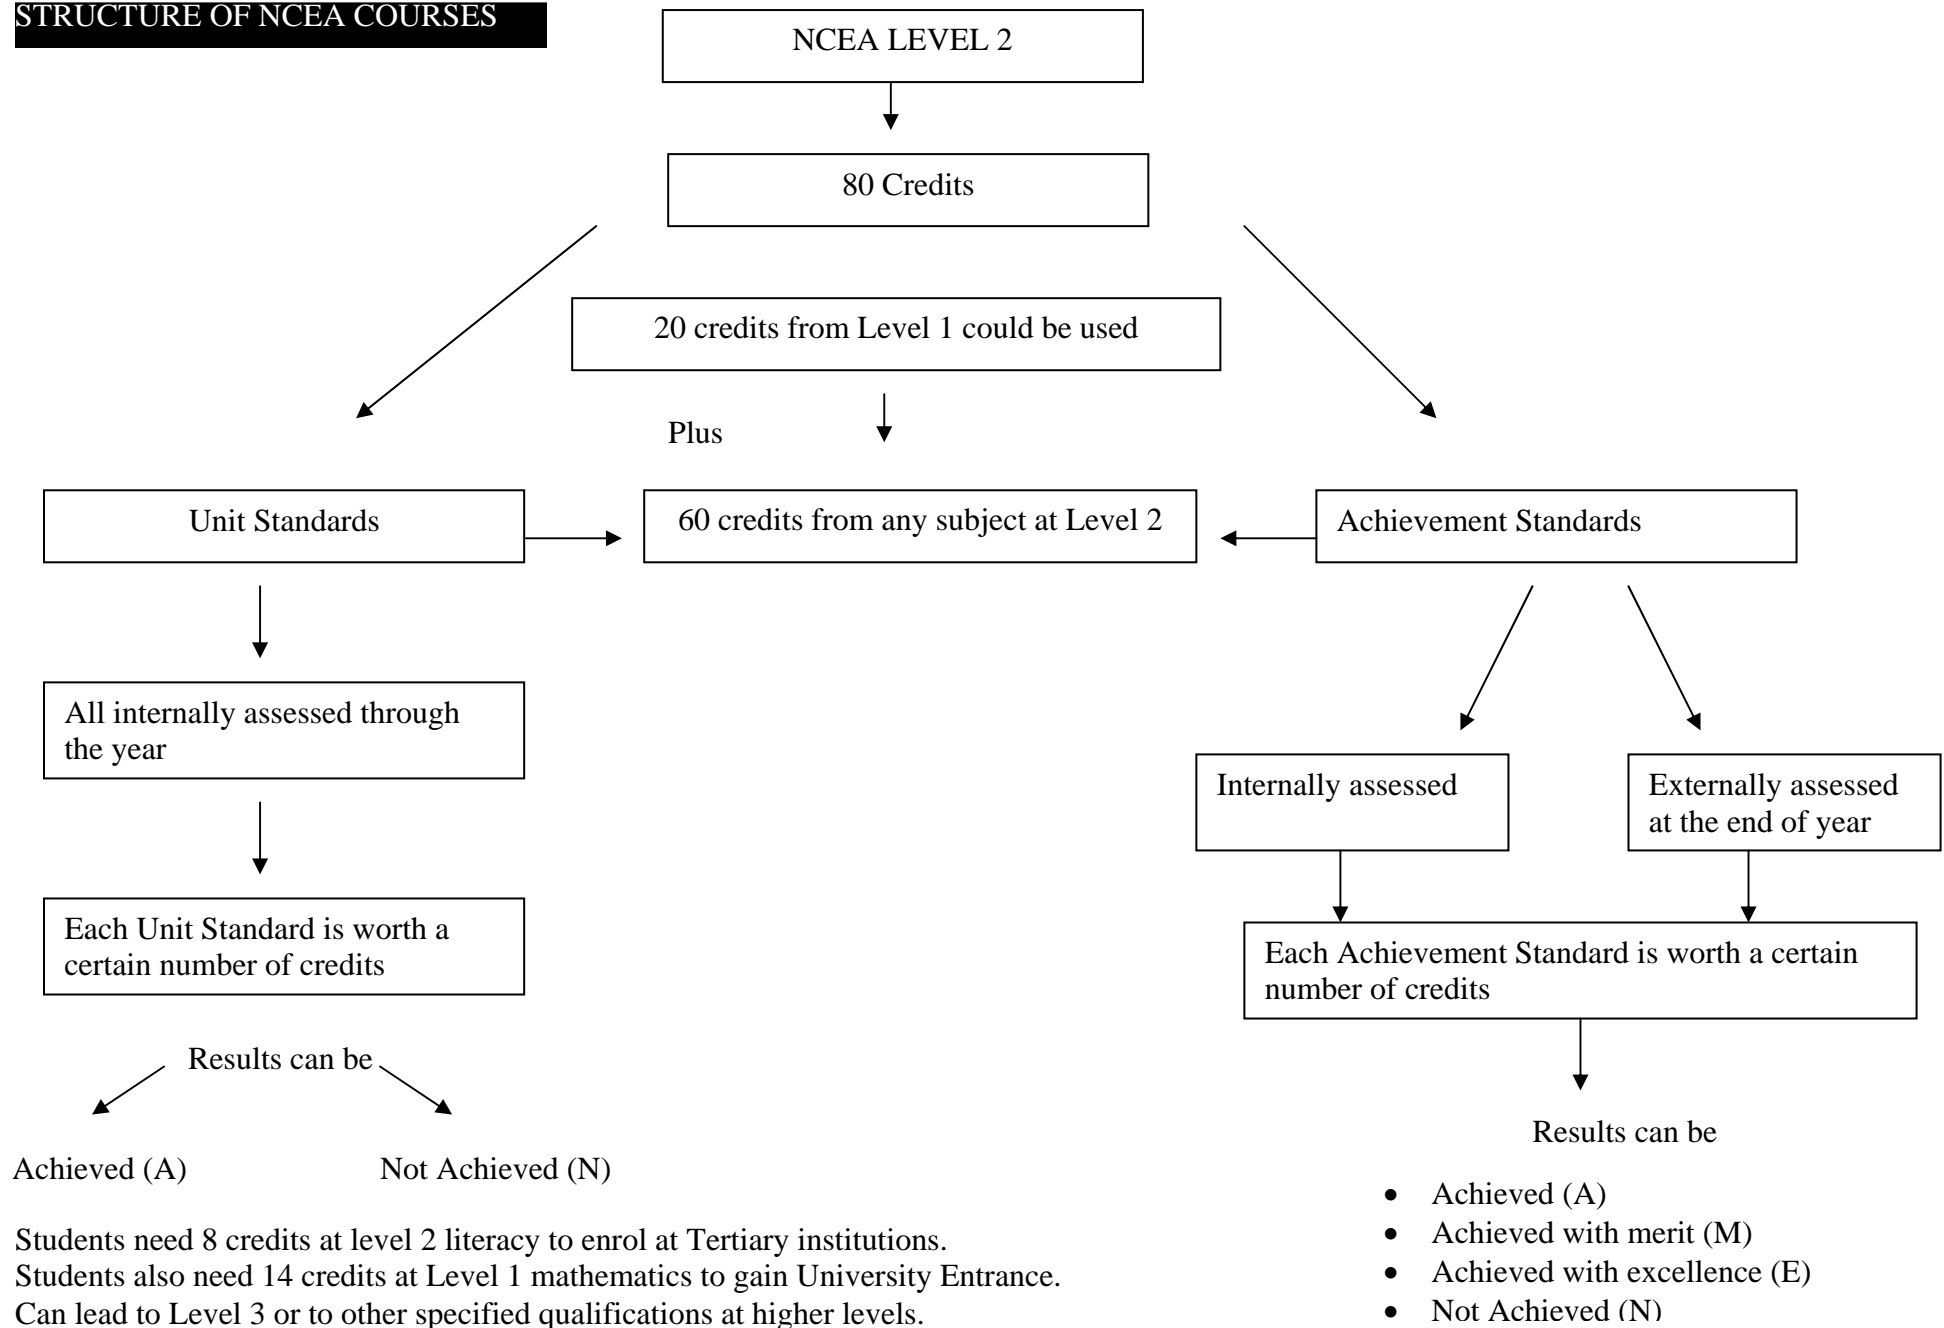 STRUCTURE OF NCEA COURSES
NCEA LEVEL 2
80 Credits
20 credits from Level 1 could be used
Plus
Unit Standards
60 credits from any subject at Level 2
Achievement Standards
All internally assessed through
the year
Internally assessed
Externally assessed
at the end of year
Each Unit Standard is worth a
certain number of credits
Each Achievement Standard is worth a certain
number of credits
Results can be
Achieved (A)
Not Achieved (N)
Results can be
• Achieved (A)
• Achieved with merit (M)
• Achieved with excellence (E)
• Not Achieved (N)
Students need 8 credits at level 2 literacy to enrol at Tertiary institutions.
Students also need 14 credits at Level 1 mathematics to gain University Entrance.
Can lead to Level 3 or to other specified qualifications at higher levels.